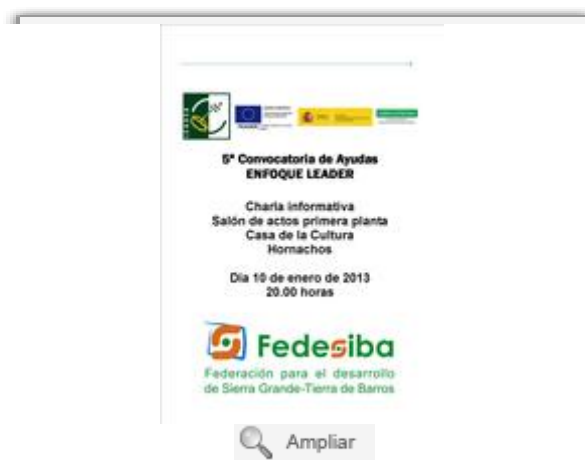 5ª Convocatoria de Ayudas
ENFOQUE LEADER
Charla informativa
Salón de actos primera planta
Casa de la Cultura
Hornachos
Día 10 de enero de 2013
20.00 horas
Fedesiba
Federación para el desarrollo
de Sierra Grande-Tierra de Barros
Ampliar